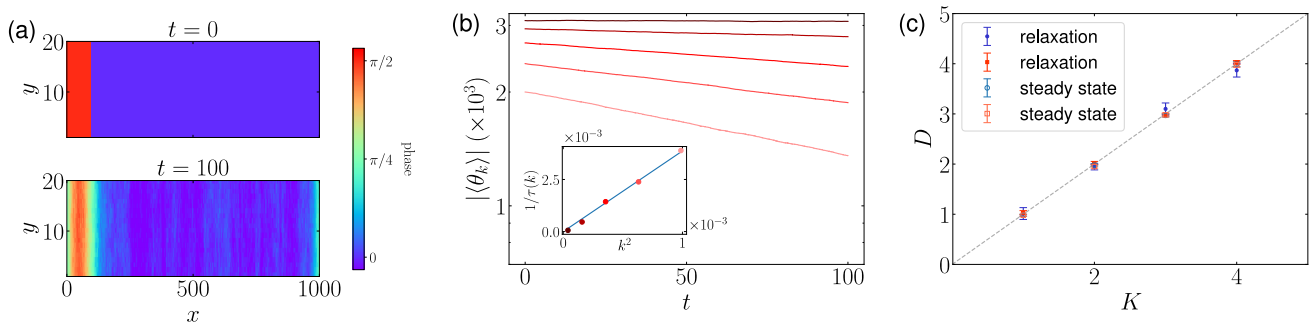 (a)
t = 0
20
10
y
t = 100
20
10
y
0
500
1000
x
π/2
π/4
0
phase
(b)
3
2
1
|⟨θk⟩| (×10³)
0
50
100
t
×10⁻³
2.5
0.0
1/τ(k)
0
k²
1
×10⁻³
(c)
5
4
3
2
1
D
0
2
4
K
relaxation
relaxation
steady state
steady state